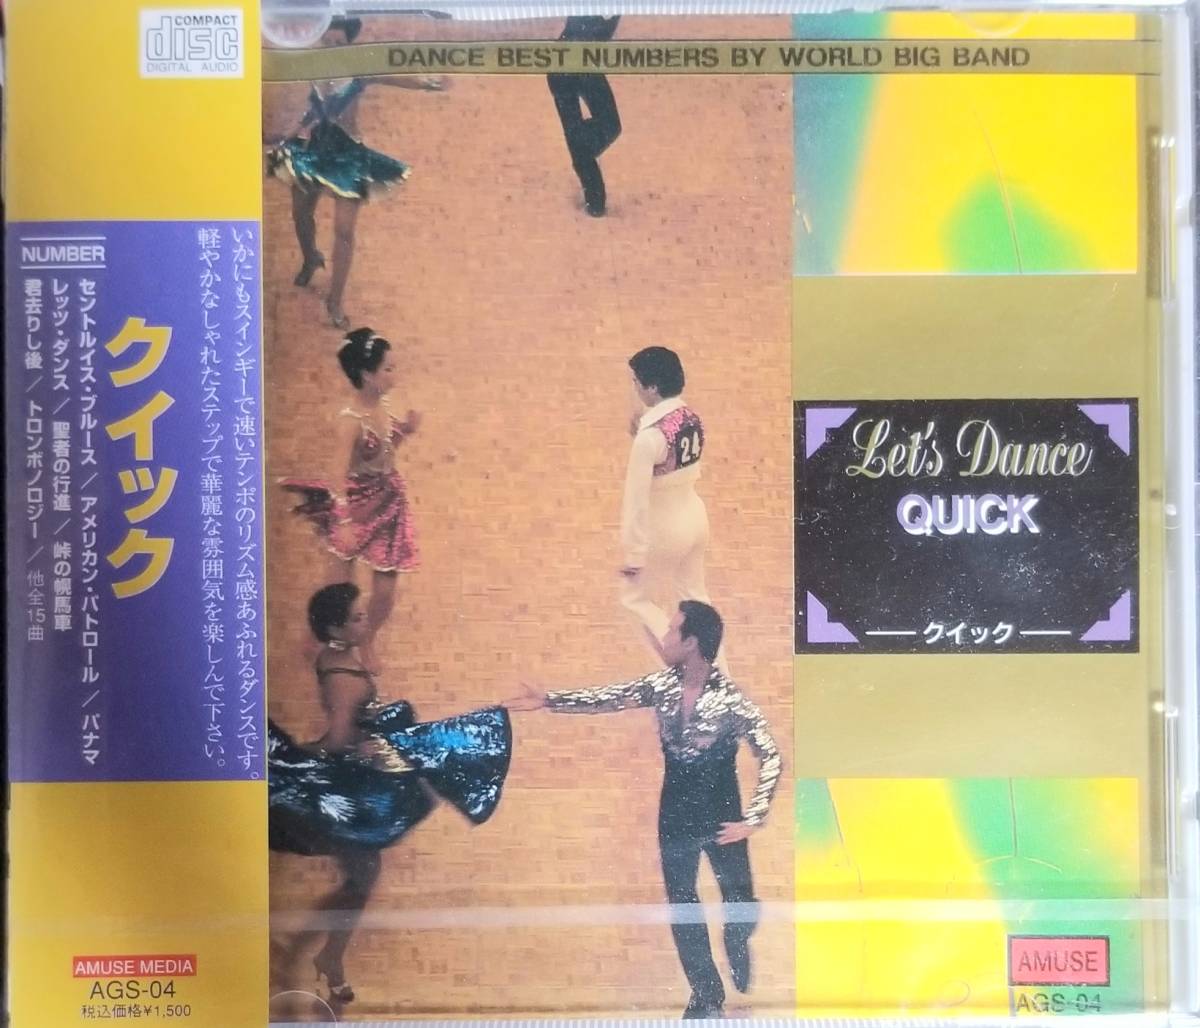 COMPACT
disc
DIGITAL AUDIO
いかにもスインギーで速いテンポのリズム感あふれるダンスです。
軽やかなしゃれたステップで華麗な雰囲気を楽しんで下さい。
クイック
NUMBER
セントルイス・ブルース / アメリカン・パトロール / パナマ
レッツ・ダンス / 聖者の行進 / 峠の幌馬車
君去りし後 / トロンボノロジー / 他全15曲
AMUSE MEDIA
AGS-04
税込価格¥1,500
DANCE BEST NUMBERS BY WORLD BIG BAND
24
Let's Dance
QUICK
クイック
AMUSE
AGS-04